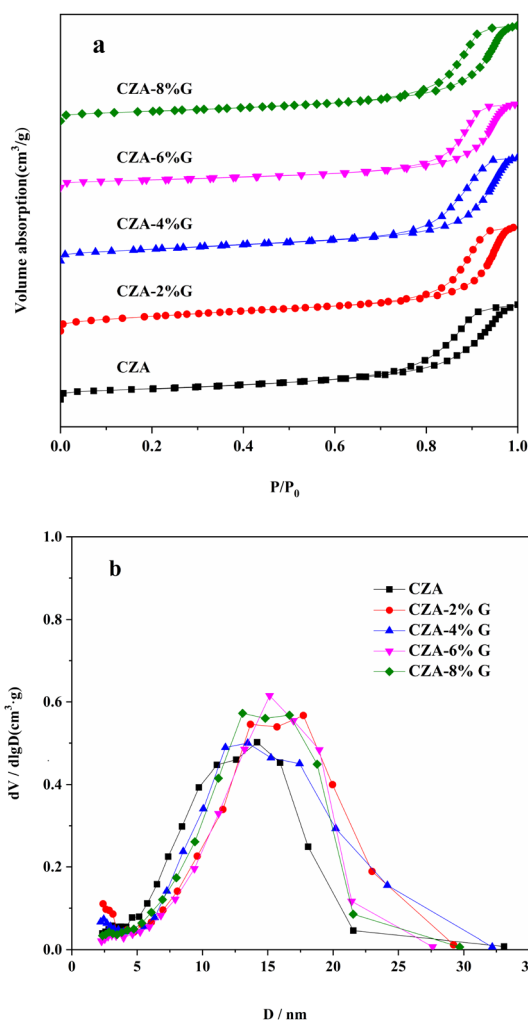 a
CZA-8%G
CZA-6%G
CZA-4%G
CZA-2%G
CZA
Volume absorption(cm³/g)
0.0 0.2 0.4 0.6 0.8 1.0
P/P₀
b
CZA
CZA-2% G
CZA-4% G
CZA-6% G
CZA-8% G
dV / dlgD(cm³·g)
1.0
0.8
0.6
0.4
0.2
0.0
0 5 10 15 20 25 30 35
D / nm